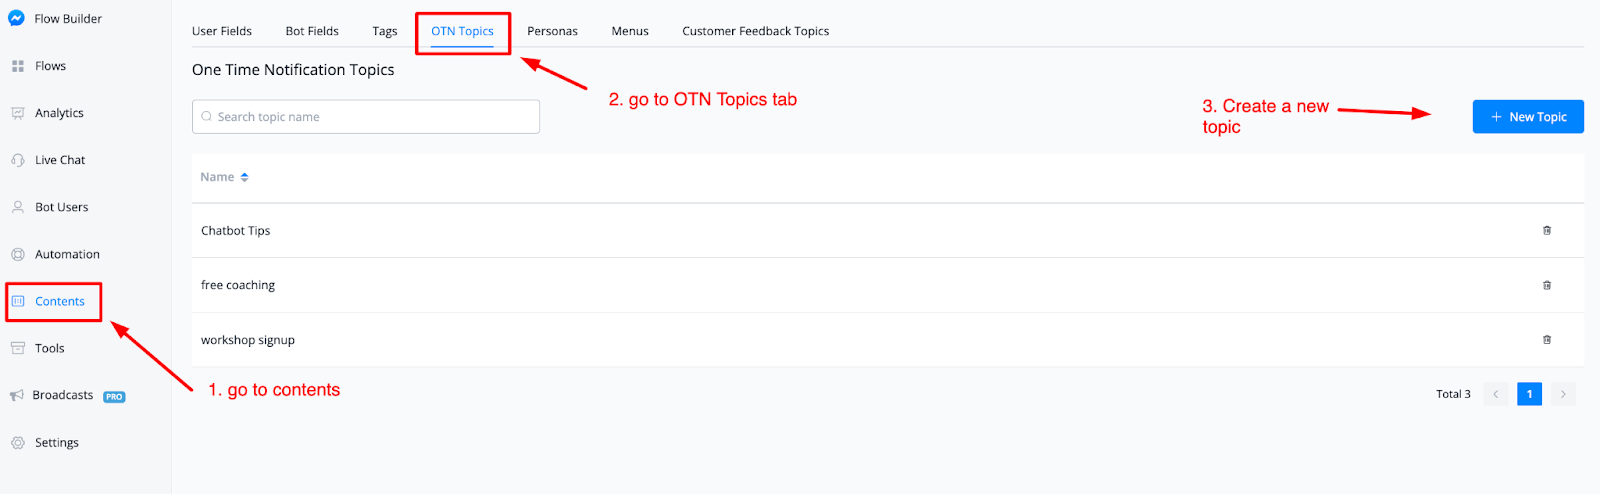 Flow Builder
Flows
Analytics
Live Chat
Bot Users
Automation
Contents
Tools
Broadcasts PRO
Settings
User Fields Bot Fields Tags OTN Topics Personas Menus Customer Feedback Topics
One Time Notification Topics
2. go to OTN Topics tab
Search topic name
3. Create a new
topic
+ New Topic
Name
Chatbot Tips
free coaching
workshop signup
1. go to contents
Total 3 < 1 >